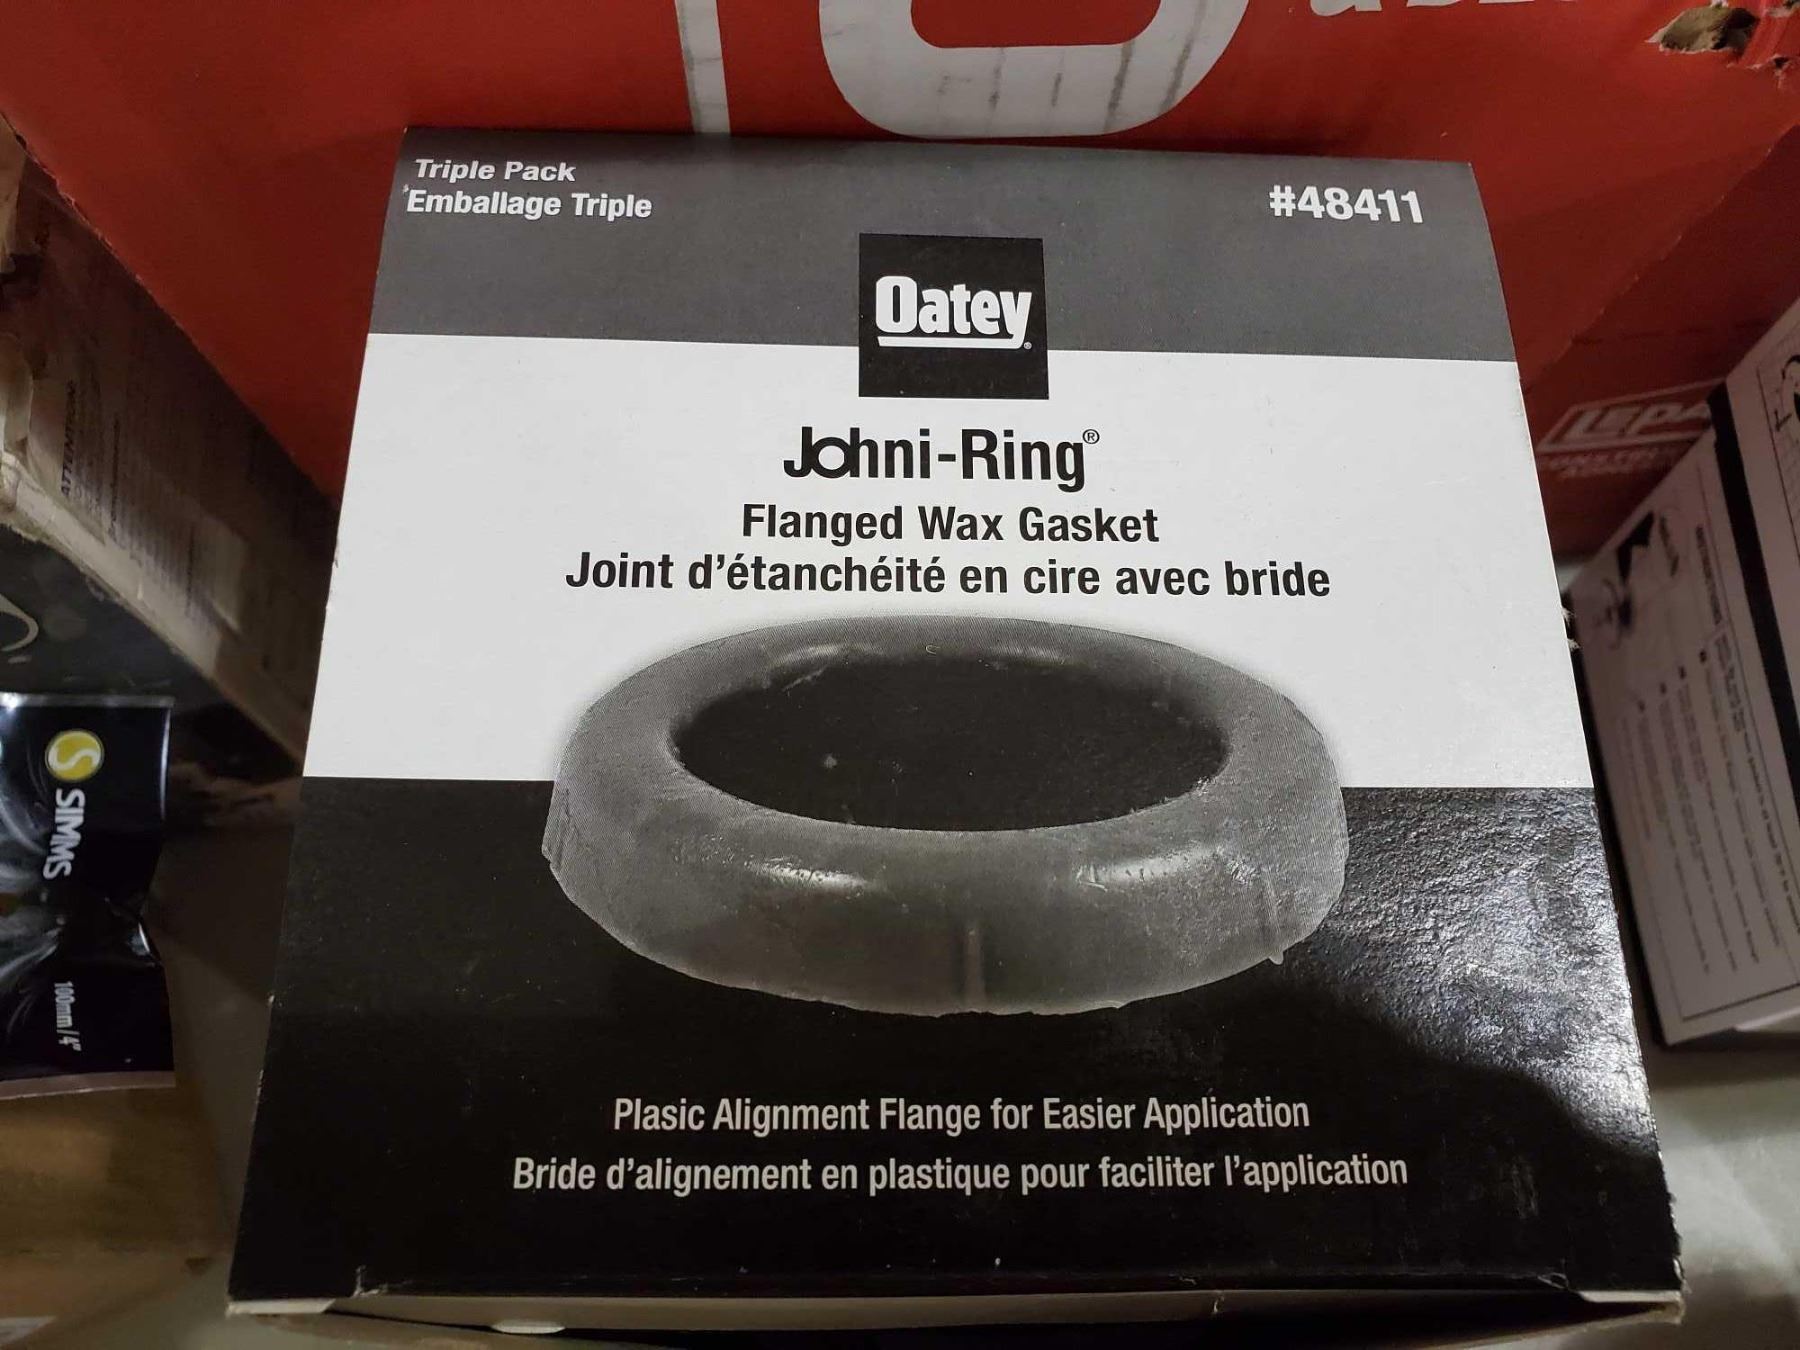 Triple Pack
Emballage Triple
#48411
Oatey®
Johni-Ring®
Flanged Wax Gasket
Joint d'étanchéité en cire avec bride
Plasic Alignment Flange for Easier Application
Bride d'alignement en plastique pour faciliter l'application
S
SIMMS
100mm/4"